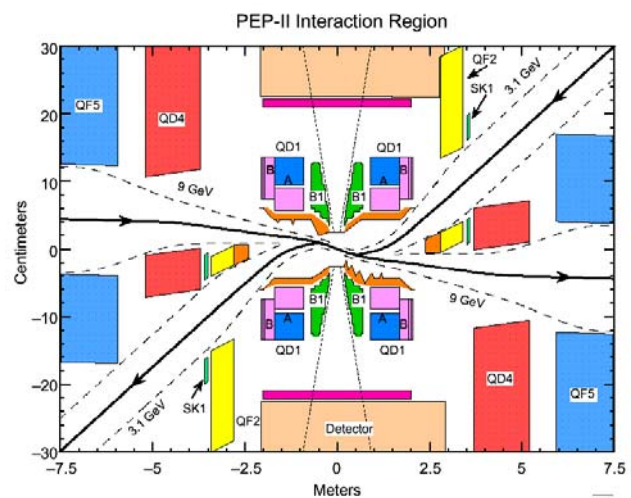 PEP-II Interaction Region
30
20
10
0
–10
–20
–30
Centimeters
QF5
QD4
QF2
SK1
3.1 GeV
9 GeV
QD1
QD1
B
A
B1
B1
A
B
B
A
B1
B1
A
B
QD1
QD1
9 GeV
SK1
QF2
3.1 GeV
Detector
QD4
QF5
–7.5
–5
–2.5
0
2.5
5
7.5
Meters